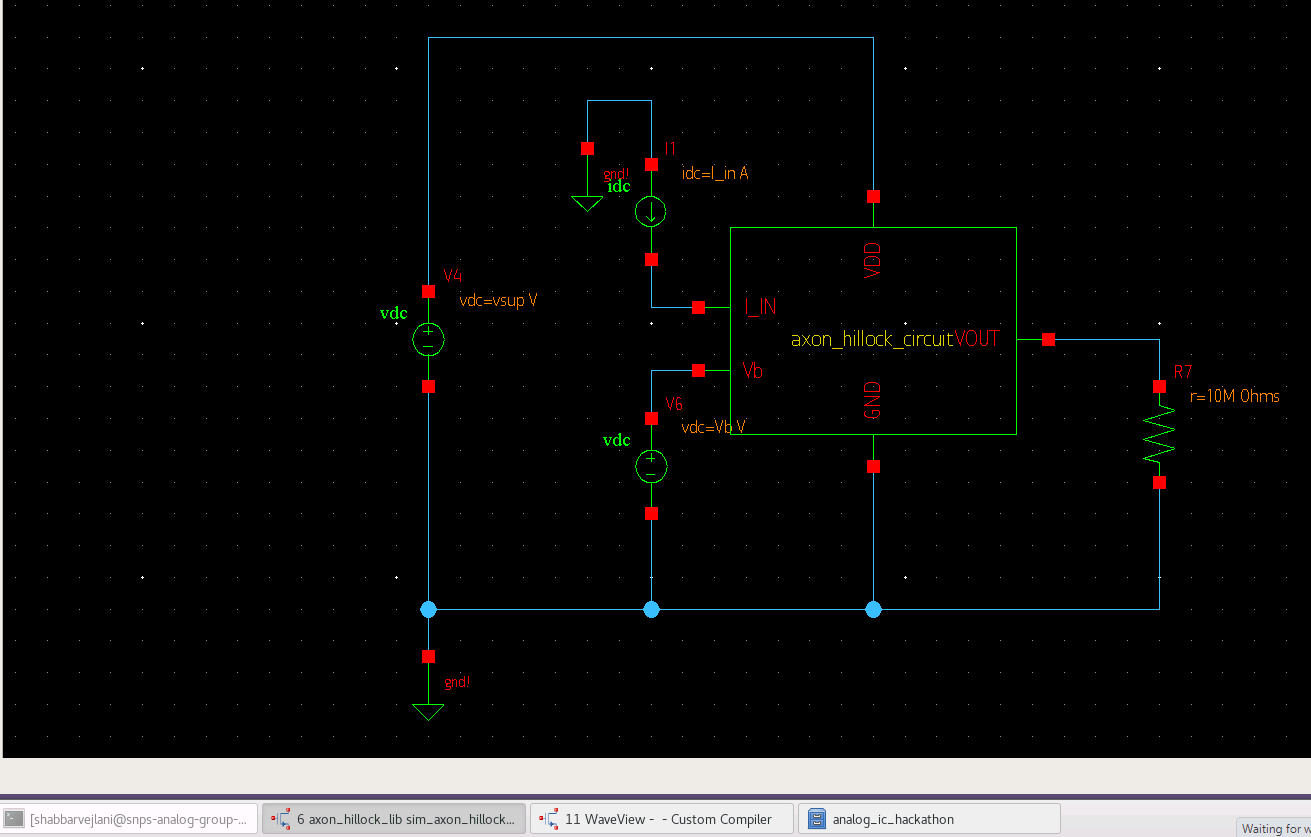 I1
idc=I_in A
gnd!
idc
VDD
V4
vdc=vsup V
vdc
I_IN
axon_hillock_circuit
VOUT
Vb
R7
r=10M Ohms
GND
V6
vdc=Vb V
vdc
gnd!
[shabbarvejlani@snps-analog-group-...
6 axon_hillock_lib sim_axon_hillock...
11 WaveView - - Custom Compiler
analog_ic_hackathon
Waiting for